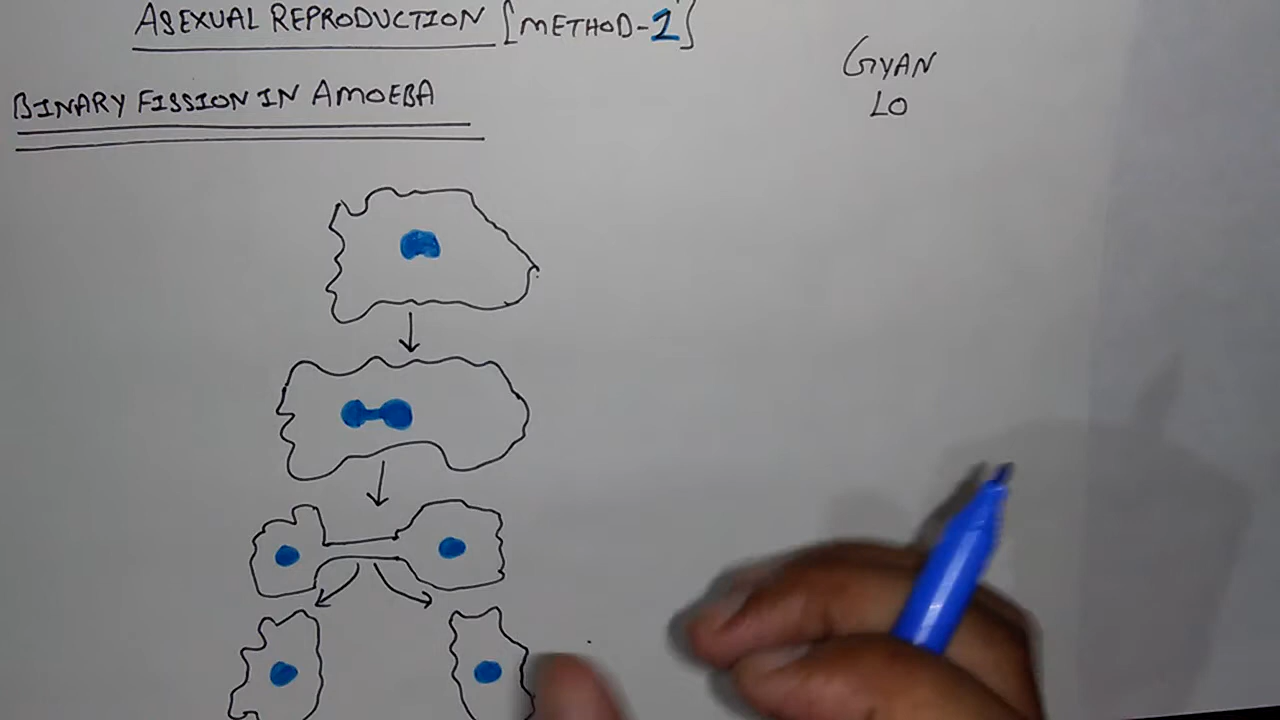 ASEXUAL REPRODUCTION [METHOD-1]
BINARY FISSION IN AMOEBA
GYAN
LO